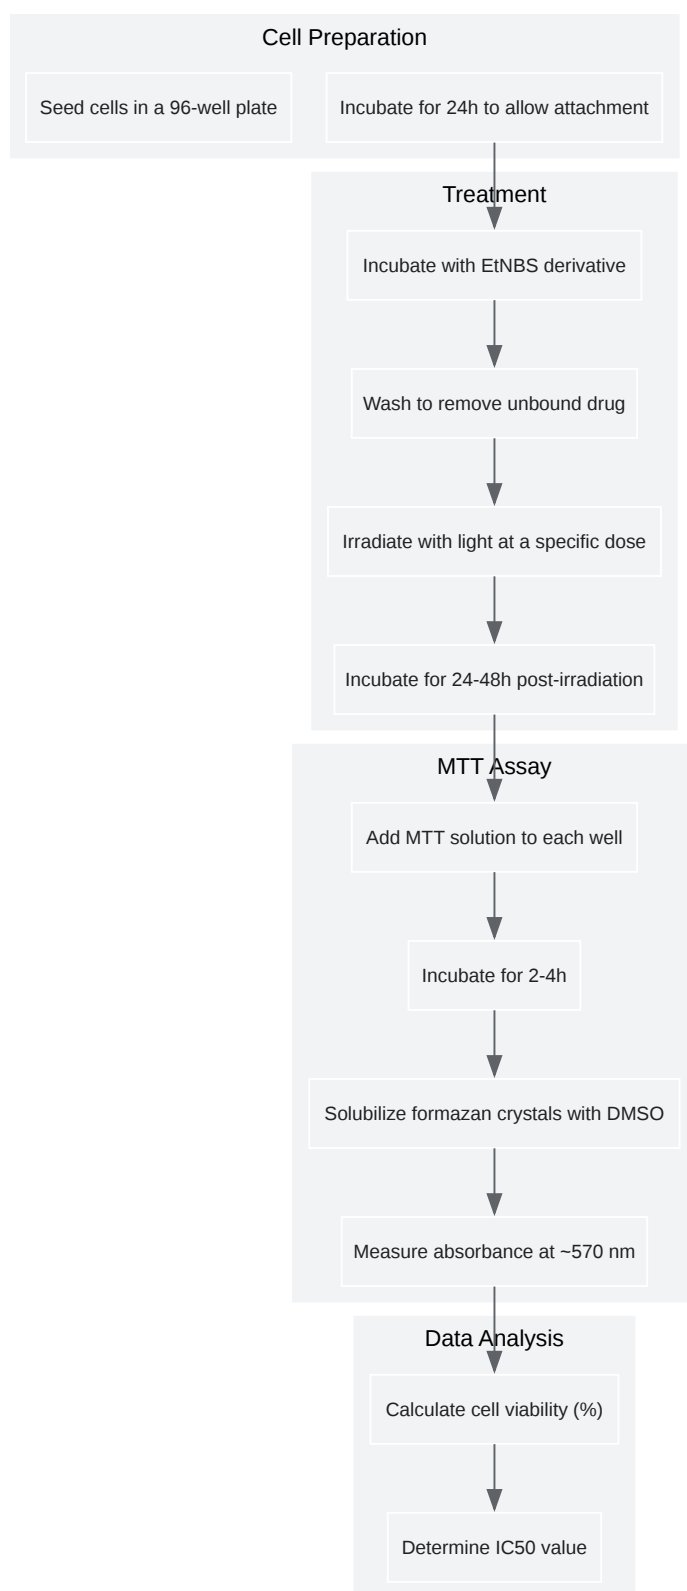 Cell Preparation
Seed cells in a 96-well plate
Incubate for 24h to allow attachment
Treatment
Incubate with EtNBS derivative
Wash to remove unbound drug
Irradiate with light at a specific dose
Incubate for 24-48h post-irradiation
MTT Assay
Add MTT solution to each well
Incubate for 2-4h
Solubilize formazan crystals with DMSO
Measure absorbance at ~570 nm
Data Analysis
Calculate cell viability (%)
Determine IC50 value